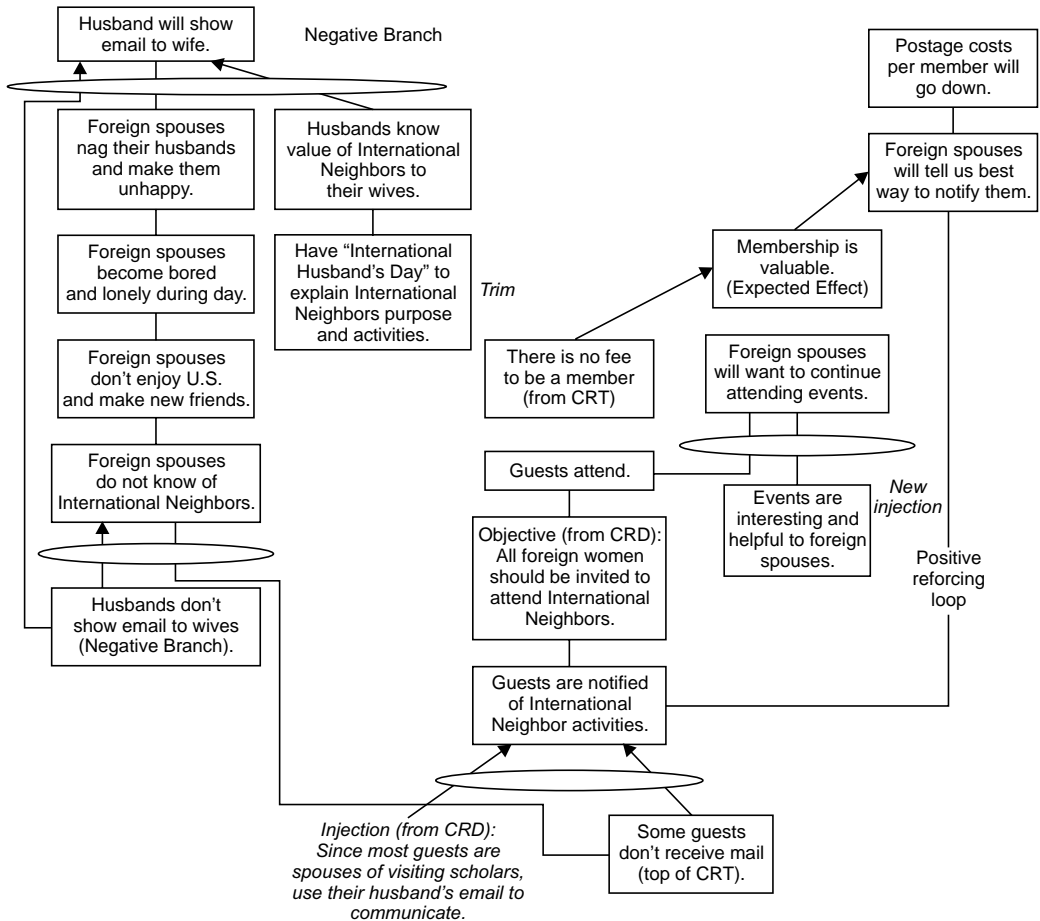 Husband will show
email to wife.
Negative Branch
Foreign spouses
nag their husbands
and make them
unhappy.
Husbands know
value of International
Neighbors to
their wives.
Foreign spouses
become bored
and lonely during day.
Have “International
Husband’s Day” to
explain International
Neighbors purpose
and activities.
Trim
Foreign spouses
don’t enjoy U.S.
and make new friends.
Foreign spouses
do not know of
International Neighbors.
Husbands don’t
show email to wives
(Negative Branch).
Postage costs
per member will
go down.
Foreign spouses
will tell us best
way to notify them.
Membership is
valuable.
(Expected Effect)
There is no fee
to be a member
(from CRT)
Foreign spouses
will want to continue
attending events.
Guests attend.
Events are
interesting and
helpful to foreign
spouses.
New
injection
Objective (from CRD):
All foreign women
should be invited to
attend International
Neighbors.
Positive
reforcing
loop
Guests are notified
of International
Neighbor activities.
Injection (from CRD):
Since most guests are
spouses of visiting scholars,
use their husband’s email to
communicate.
Some guests
don’t receive mail
(top of CRT).